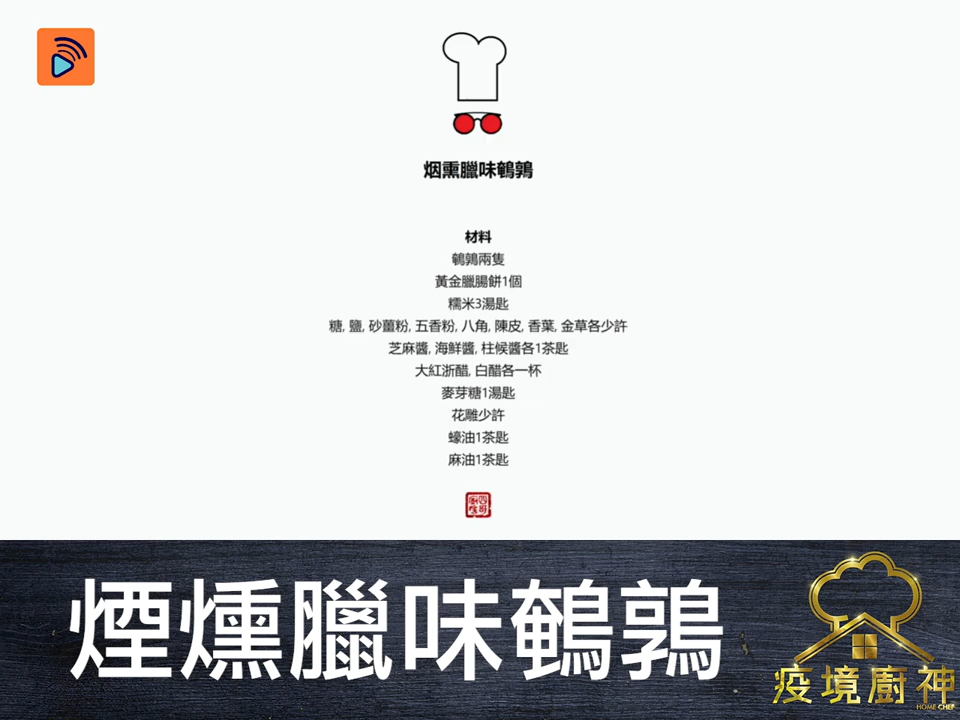 烟熏臘味鵪鶉
材料
鵪鶉兩隻
黃金臘腸餅1個
糯米3湯匙
糖, 鹽, 砂薑粉, 五香粉, 八角, 陳皮, 香葉, 金草各少許
芝麻醬, 海鮮醬, 柱候醬各1茶匙
大紅浙醋, 白醋各一杯
麥芽糖1湯匙
花雕少許
蠔油1茶匙
麻油1茶匙
煙燻臘味鵪鶉
疫境廚神
HOME CHEF